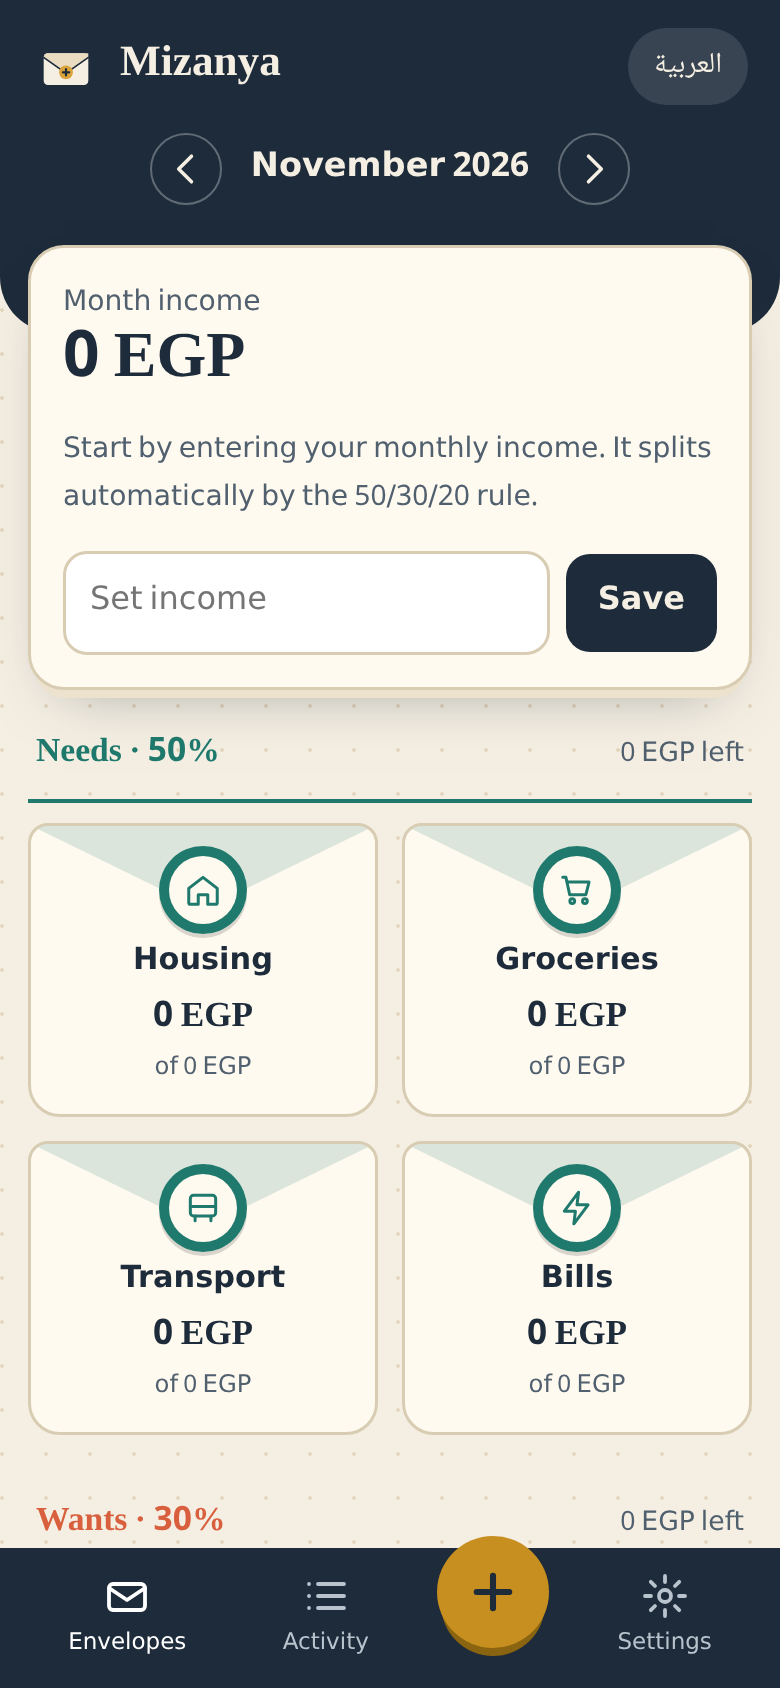 Mizanya
العربية
November 2026
Month income
0 EGP
Start by entering your monthly income. It splits
automatically by the 50/30/20 rule.
Set income
Save
Needs · 50%
0 EGP left
Housing
0 EGP
of 0 EGP
Groceries
0 EGP
of 0 EGP
Transport
0 EGP
of 0 EGP
Bills
0 EGP
of 0 EGP
Wants · 30%
0 EGP left
Envelopes
Activity
Settings